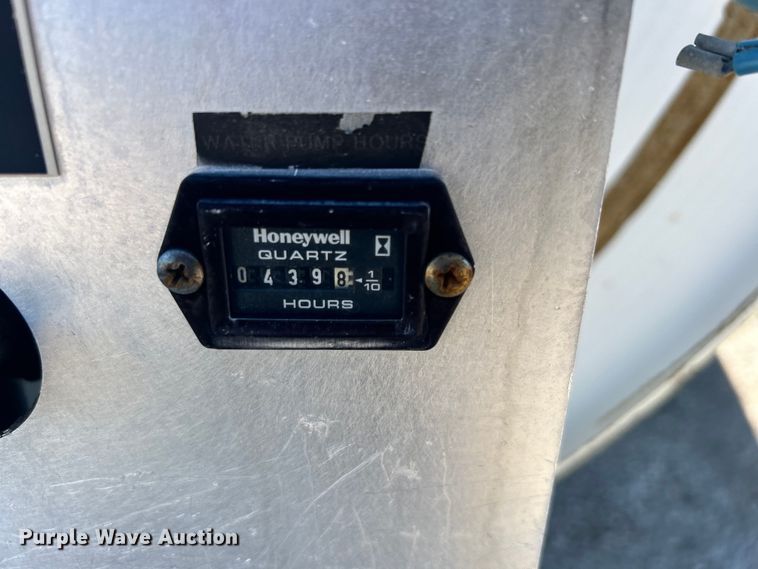 WATER PUMP HOURS
Honeywell
QUARTZ
0 4 3 9 8 1/10
HOURS
Purple Wave Auction